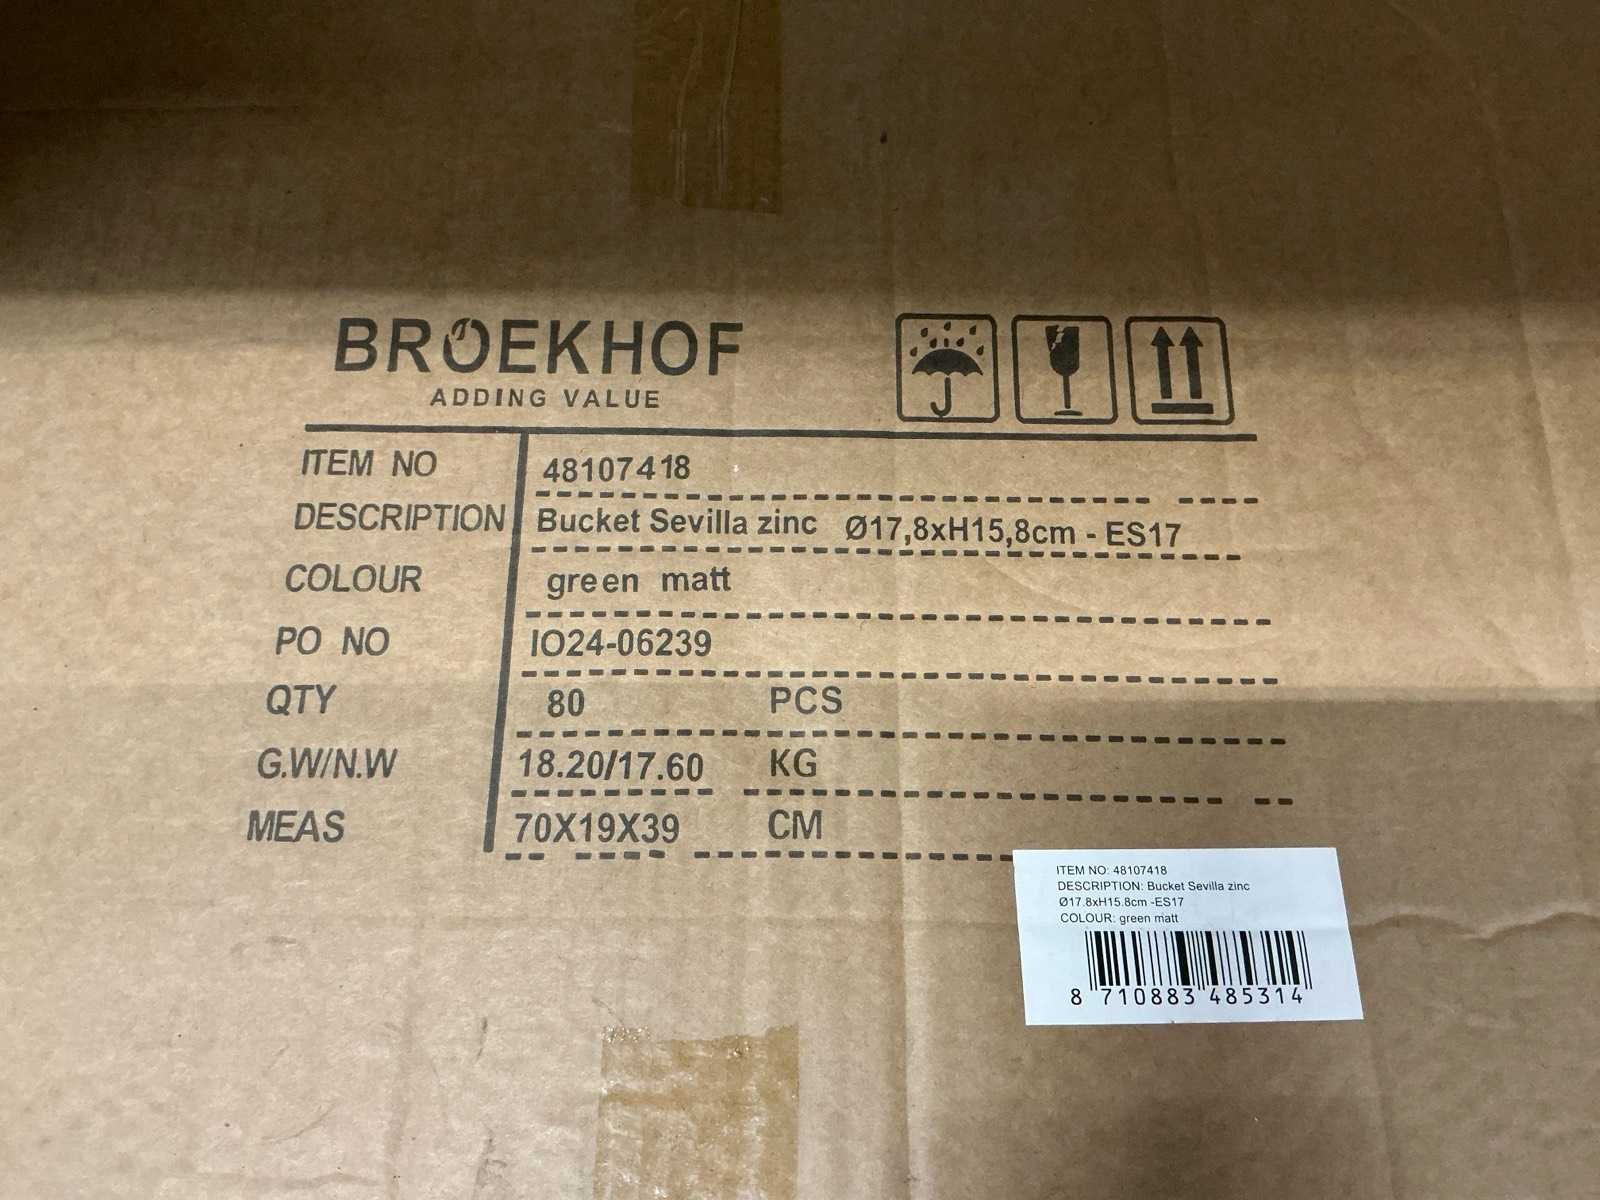 BROEKHOF
ADDING VALUE
ITEM NO 48107418
DESCRIPTION Bucket Sevilla zinc Ø17,8xH15,8cm - ES17
COLOUR green matt
PO NO IO24-06239
QTY 80 PCS
G.W/N.W 18.20/17.60 KG
MEAS 70X19X39 CM
ITEM NO: 48107418
DESCRIPTION: Bucket Sevilla zinc
Ø17.8xH15.8cm -ES17
COLOUR: green matt
8 710883 485314